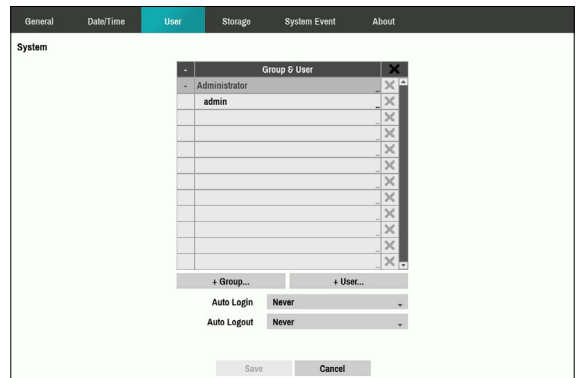 General Date/Time User Storage System Event About
System
- Group & User
- Administrator ...
admin ...
...
...
...
...
...
...
...
...
...
...
+ Group... + User...
Auto Login Never
Auto Logout Never
Save Cancel